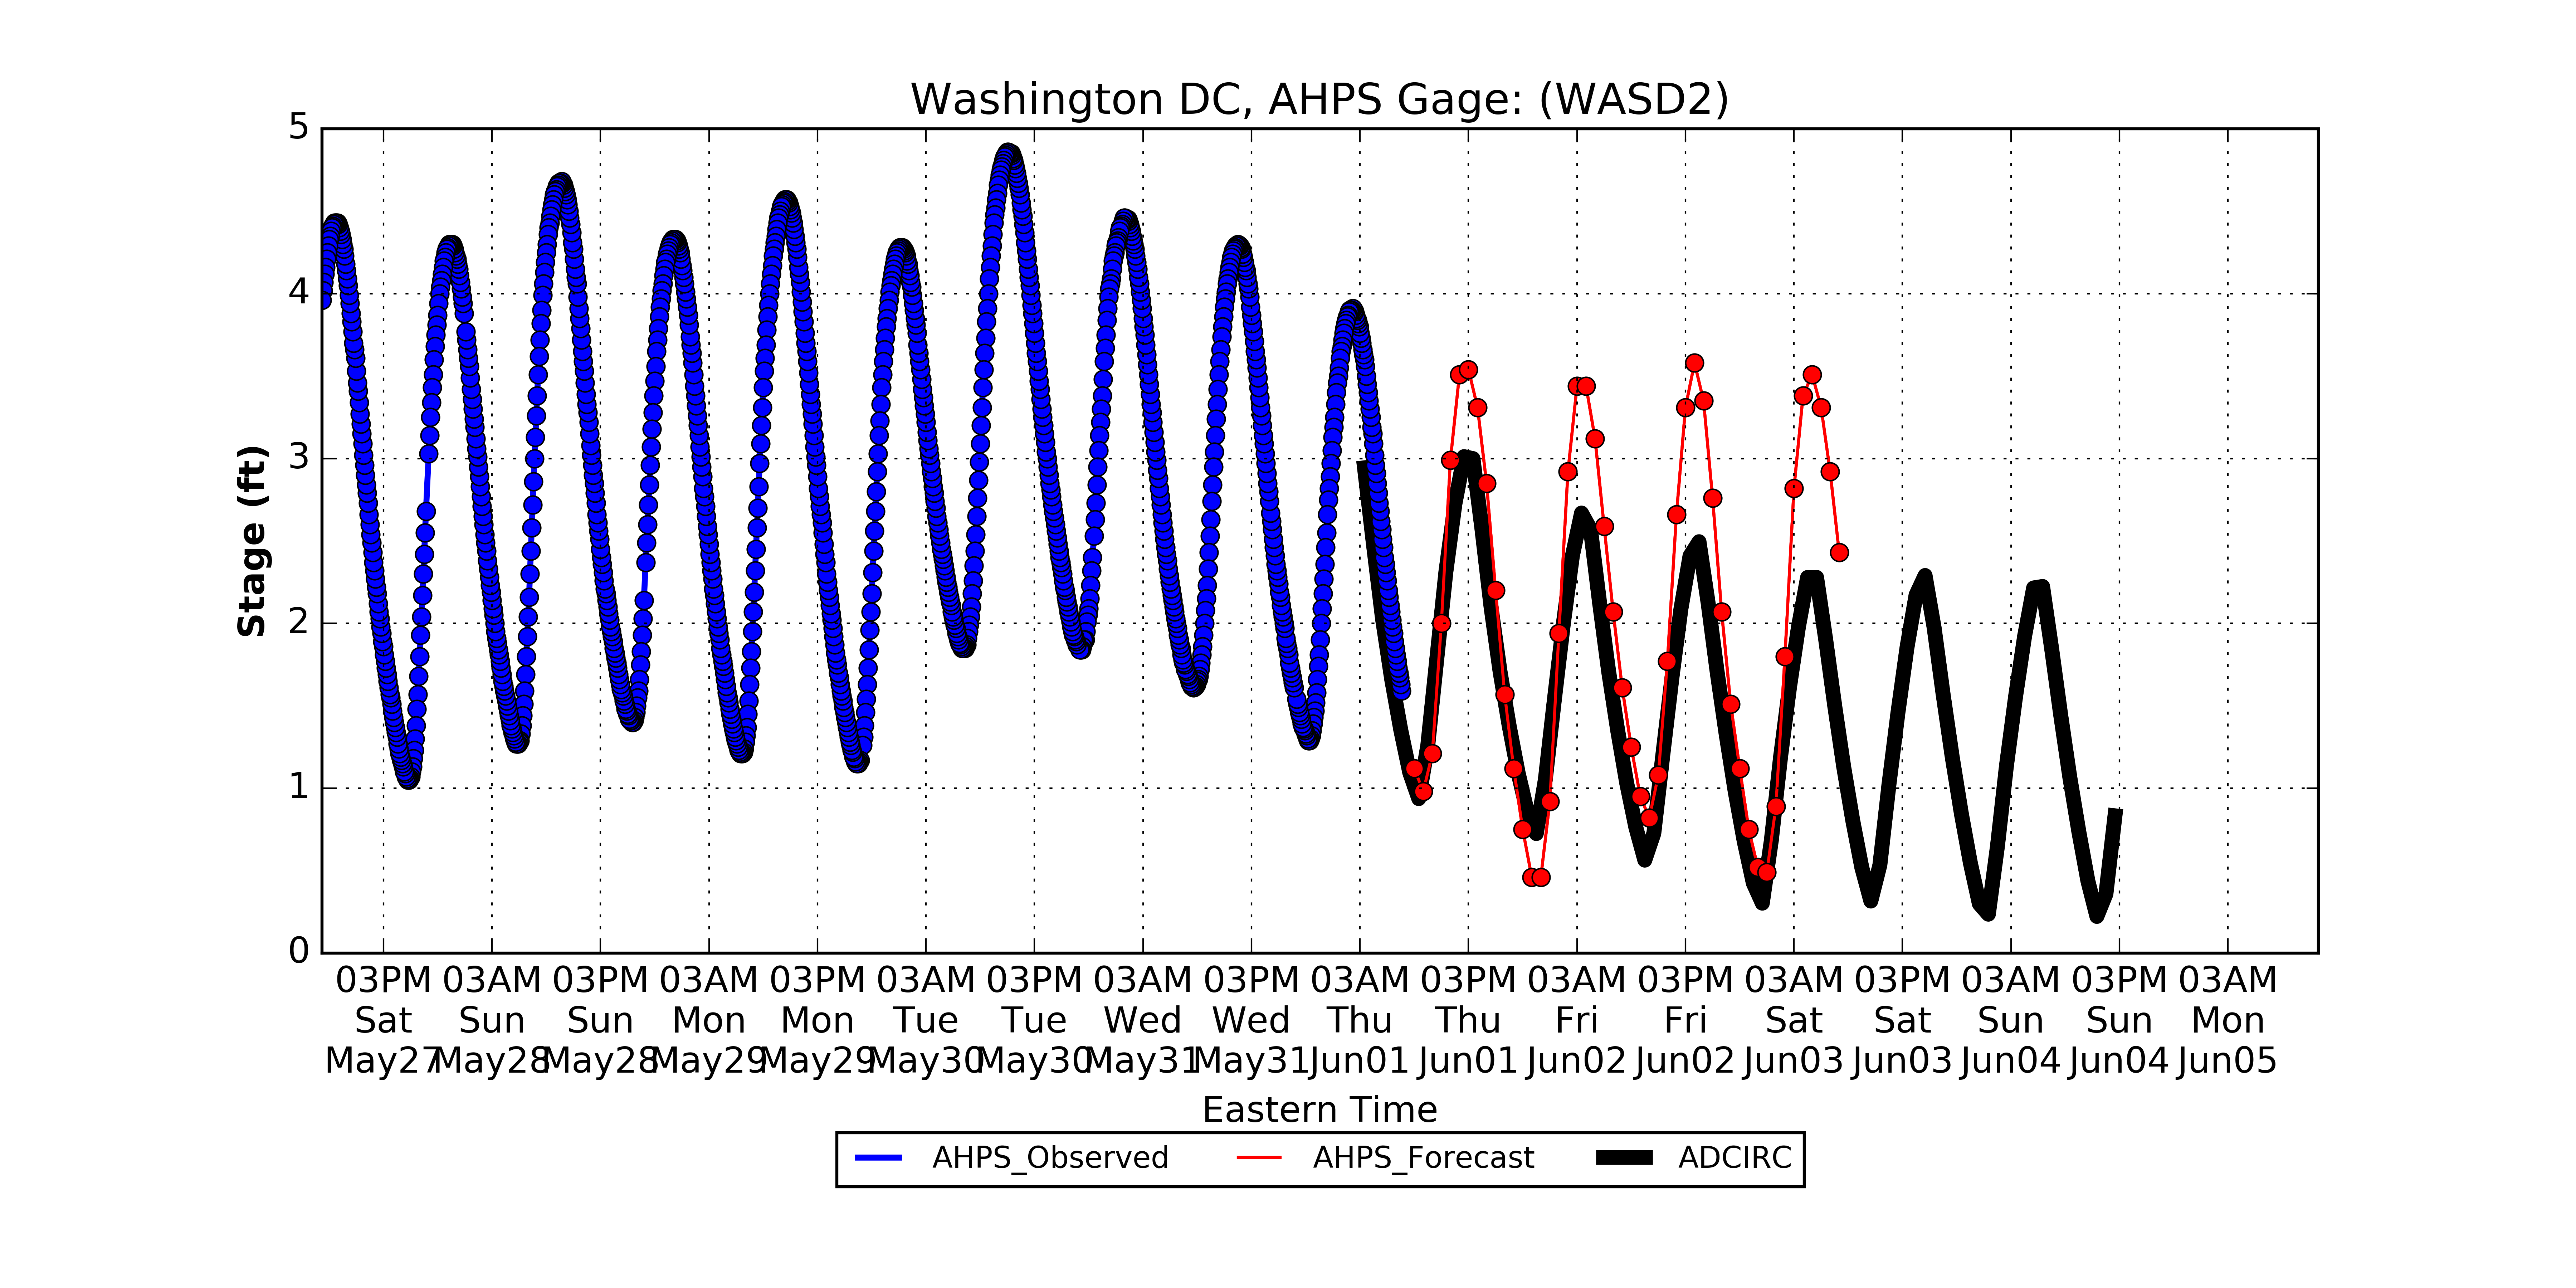 Washington DC, AHPS Gage: (WASD2)
5
4
3
2
1
0
Stage (ft)
03PM 03AM 03PM 03AM 03PM 03AM 03PM 03AM 03PM 03AM 03PM 03AM 03PM 03AM 03PM 03AM 03PM 03AM
Sat Sun Sun Mon Mon Tue Tue Wed Wed Thu Thu Fri Fri Sat Sat Sun Sun Mon
May27 May28 May28 May29 May29 May30 May30 May31 May31 Jun01 Jun01 Jun02 Jun02 Jun03 Jun03 Jun04 Jun04 Jun05
Eastern Time
AHPS_Observed AHPS_Forecast ADCIRC